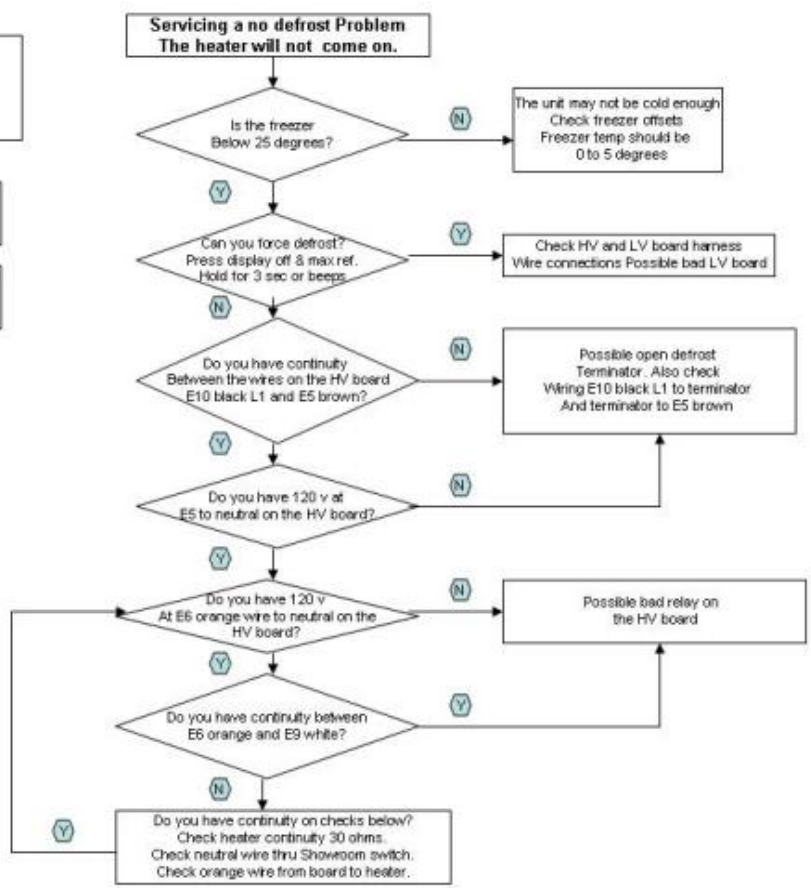 Servicing a no defrost Problem
The heater will not come on.
Is the freezer
Below 25 degrees?
N
The unit may not be cold enough
Check freezer offsets
Freezer temp should be
0 to 5 degrees
Y
Can you force defrost?
Press display off & max ref.
Hold for 3 sec or beeps
Y
Check HV and LV board harness
Wire connections Possible bad LV board
N
Do you have continuity
Between the wires on the HV board
E10 black L1 and E5 brown?
N
Possible open defrost
Terminator. Also check
Wiring E10 black L1 to terminator
And terminator to E5 brown
Y
Do you have 120 v at
E5 to neutral on the HV board?
N
Y
Do you have 120 v
At E6 orange wire to neutral on the
HV board?
N
Possible bad relay on
the HV board
Y
Do you have continuity between
E6 orange and E9 white?
Y
N
Do you have continuity on checks below?
Check heater continuity 30 ohms.
Check neutral wire thru Showroom switch.
Check orange wire from board to heater.
Y